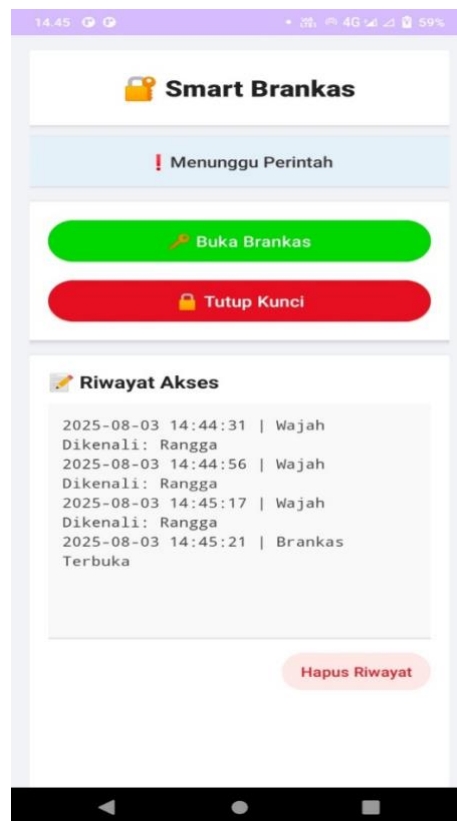 14.45 4G 59%
🔐 Smart Brankas
❗ Menunggu Perintah
🔑 Buka Brankas
🔒 Tutup Kunci
📝 Riwayat Akses
2025-08-03 14:44:31 | Wajah
Dikenali: Rangga
2025-08-03 14:44:56 | Wajah
Dikenali: Rangga
2025-08-03 14:45:17 | Wajah
Dikenali: Rangga
2025-08-03 14:45:21 | Brankas
Terbuka
Hapus Riwayat